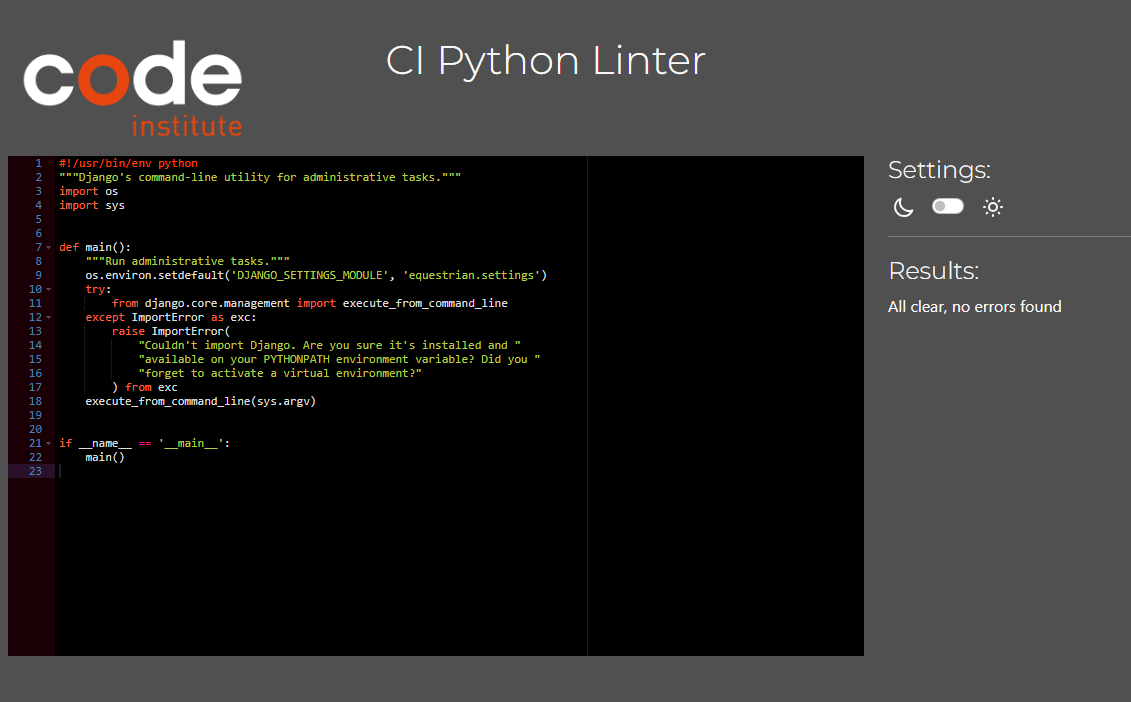 code
institute
CI Python Linter
1 #!/usr/bin/env python
2 """Django's command-line utility for administrative tasks."""
3 import os
4 import sys
5
6
7 def main():
8     """Run administrative tasks."""
9     os.environ.setdefault('DJANGO_SETTINGS_MODULE', 'equestrian.settings')
10     try:
11         from django.core.management import execute_from_command_line
12     except ImportError as exc:
13         raise ImportError(
14             "Couldn't import Django. Are you sure it's installed and "
15             "available on your PYTHONPATH environment variable? Did you "
16             "forget to activate a virtual environment?"
17         ) from exc
18     execute_from_command_line(sys.argv)
19
20
21 if __name__ == '__main__':
22     main()
23
Settings:
Results:
All clear, no errors found